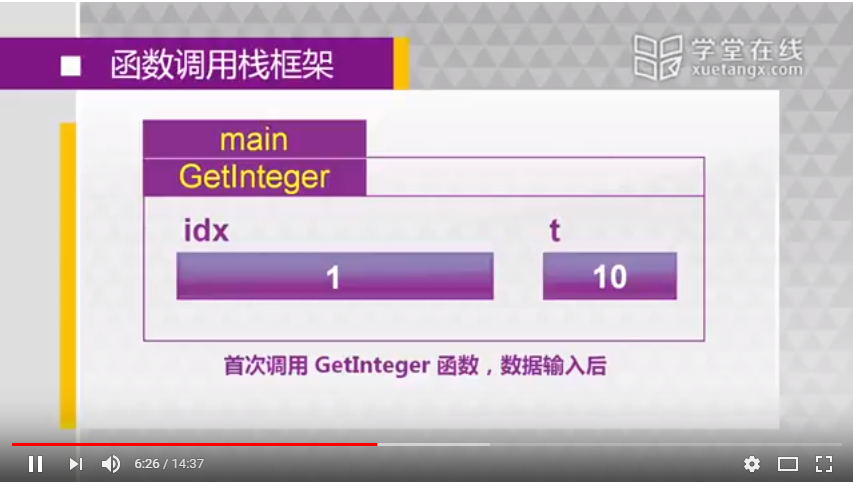 函数调用栈框架
学堂在线
xuetangx.com
main
GetInteger
idx
t
1
10
首次调用 GetInteger 函数，数据输入后
6:26 / 14:37